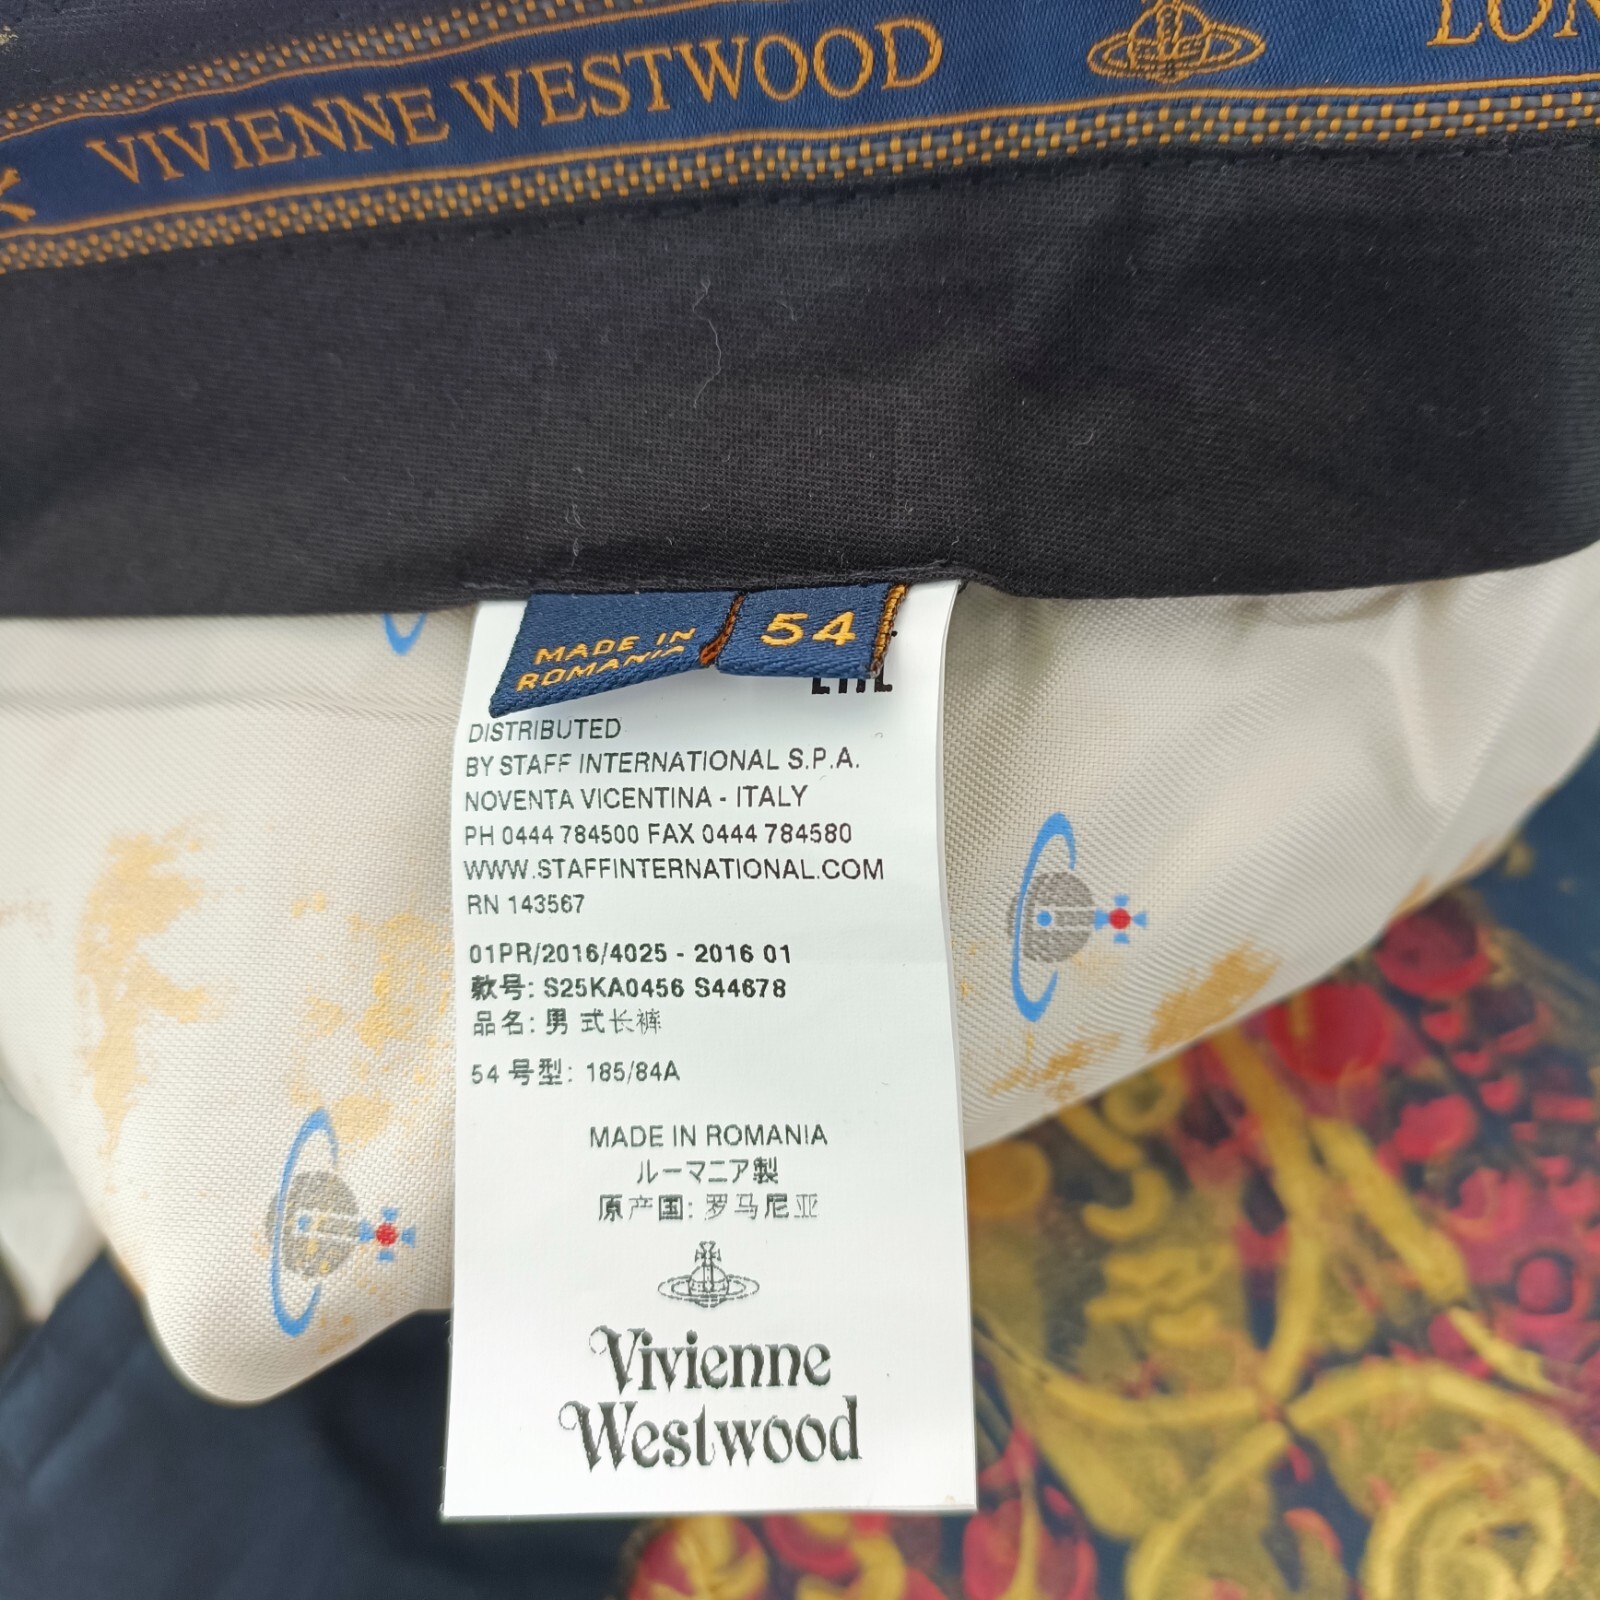 VIVIENNE WESTWOOD
MADE IN
ROMANIA
54
DISTRIBUTED
BY STAFF INTERNATIONAL S.P.A.
NOVENTA VICENTINA - ITALY
PH 0444 784500 FAX 0444 784580
WWW.STAFFINTERNATIONAL.COM
RN 143567
01PR/2016/4025 - 2016 01
款号: S25KA0456 S44678
品名: 男 式长裤
54 号型: 185/84A
MADE IN ROMANIA
ルーマニア製
原产国: 罗马尼亚
Vivienne
Westwood